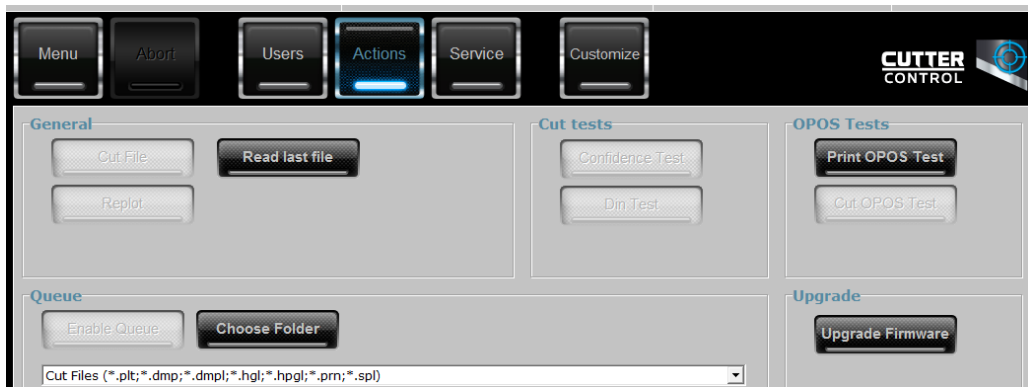 Menu
Abort
Users
Actions
Service
Customize
CUTTER
CONTROL
General
Cut File
Read last file
Replot
Cut tests
Confidence Test
Din Test
OPOS Tests
Print OPOS Test
Cut OPOS Test
Queue
Enable Queue
Choose Folder
Cut Files (*.plt;*.dmp;*.dmpl;*.hgl;*.hpgl;*.prn;*.spl)
Upgrade
Upgrade Firmware